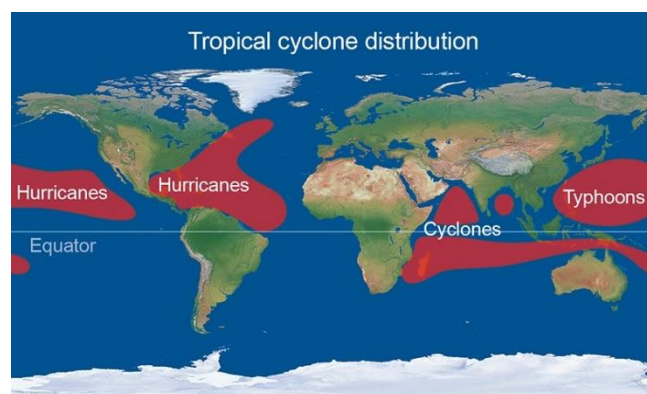 Tropical cyclone distribution
Hurricanes
Hurricanes
Typhoons
Cyclones
Equator